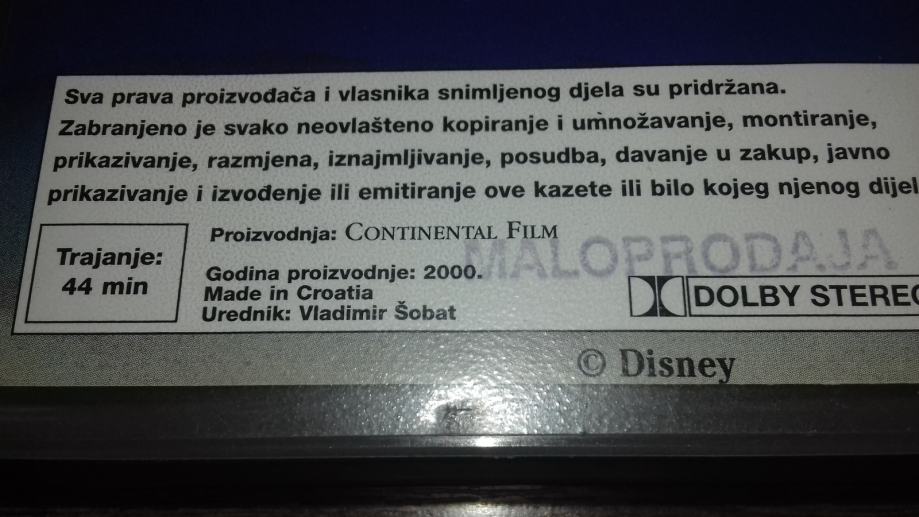 Sva prava proizvođača i vlasnika snimljenog djela su pridržana.
Zabranjeno je svako neovlašteno kopiranje i umnožavanje, montiranje,
prikazivanje, razmjena, iznajmljivanje, posudba, davanje u zakup, javno
prikazivanje i izvođenje ili emitiranje ove kazete ili bilo kojeg njenog dijel
Trajanje:
44 min
Proizvodnja: CONTINENTAL FILM
Godina proizvodnje: 2000.
Made in Croatia
Urednik: Vladimir Šobat
MALOPRODAJA
DOLBY STEREO
© Disney